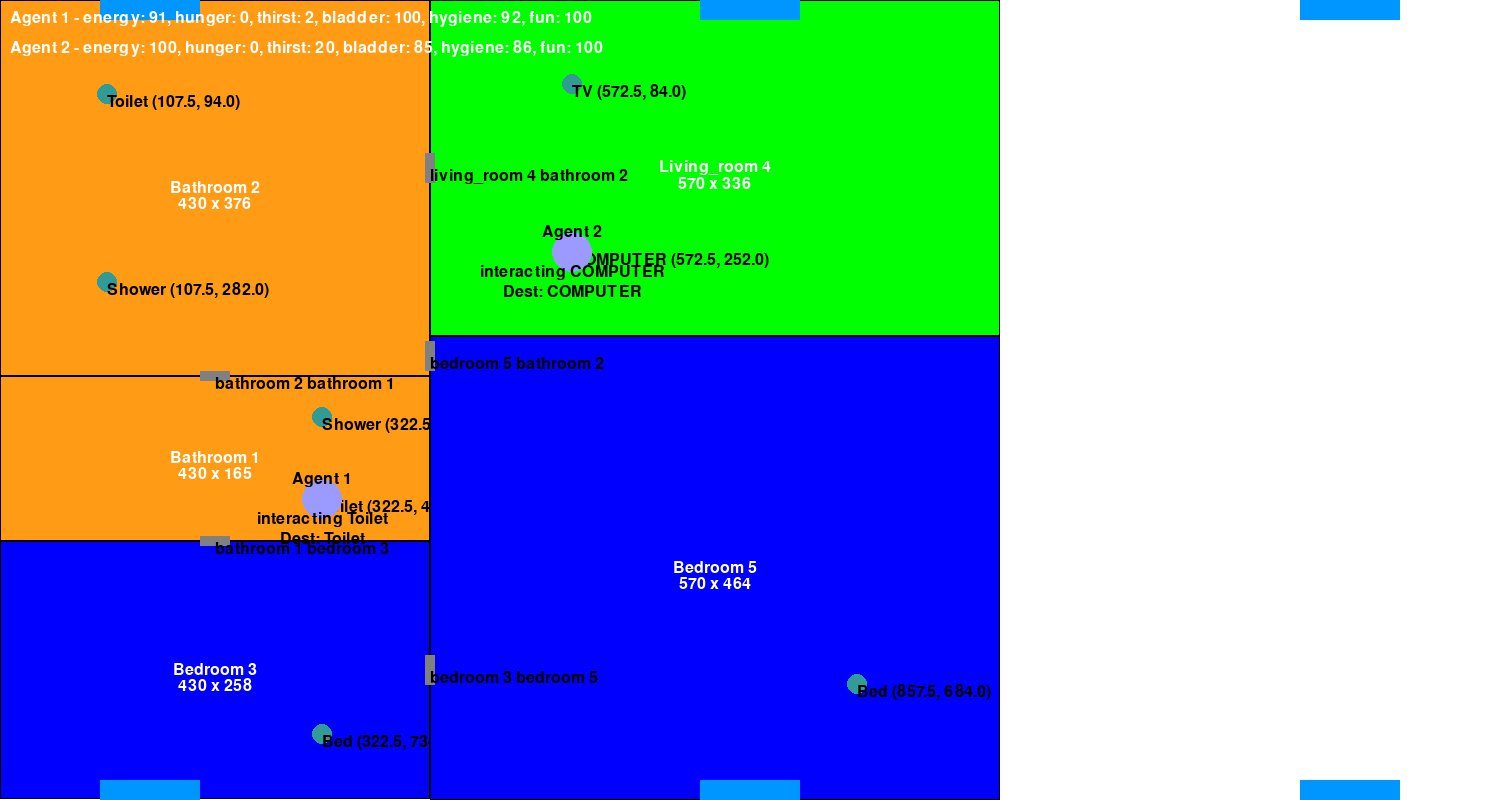 Agent 1 - energy: 91, hunger: 0, thirst: 2, bladder: 100, hygiene: 92, fun: 100
Agent 2 - energy: 100, hunger: 0, thirst: 20, bladder: 85, hygiene: 86, fun: 100
Toilet (107.5, 94.0)
TV (572.5, 84.0)
living_room 4 bathroom 2
Living_room 4
570 x 336
Bathroom 2
430 x 376
Agent 2
OMPUTER (572.5, 252.0)
interacting COMPUTER
Dest: COMPUTER
Shower (107.5, 282.0)
bedroom 5 bathroom 2
bathroom 2 bathroom 1
Shower (322.5
Bathroom 1
430 x 165
Agent 1
ilet (322.5, 4
interacting Toilet
Dest: Toilet
bathroom 1 bedroom 3
Bedroom 5
570 x 464
Bedroom 3
430 x 258
bedroom 3 bedroom 5
Bed (857.5, 684.0)
Bed (322.5, 73